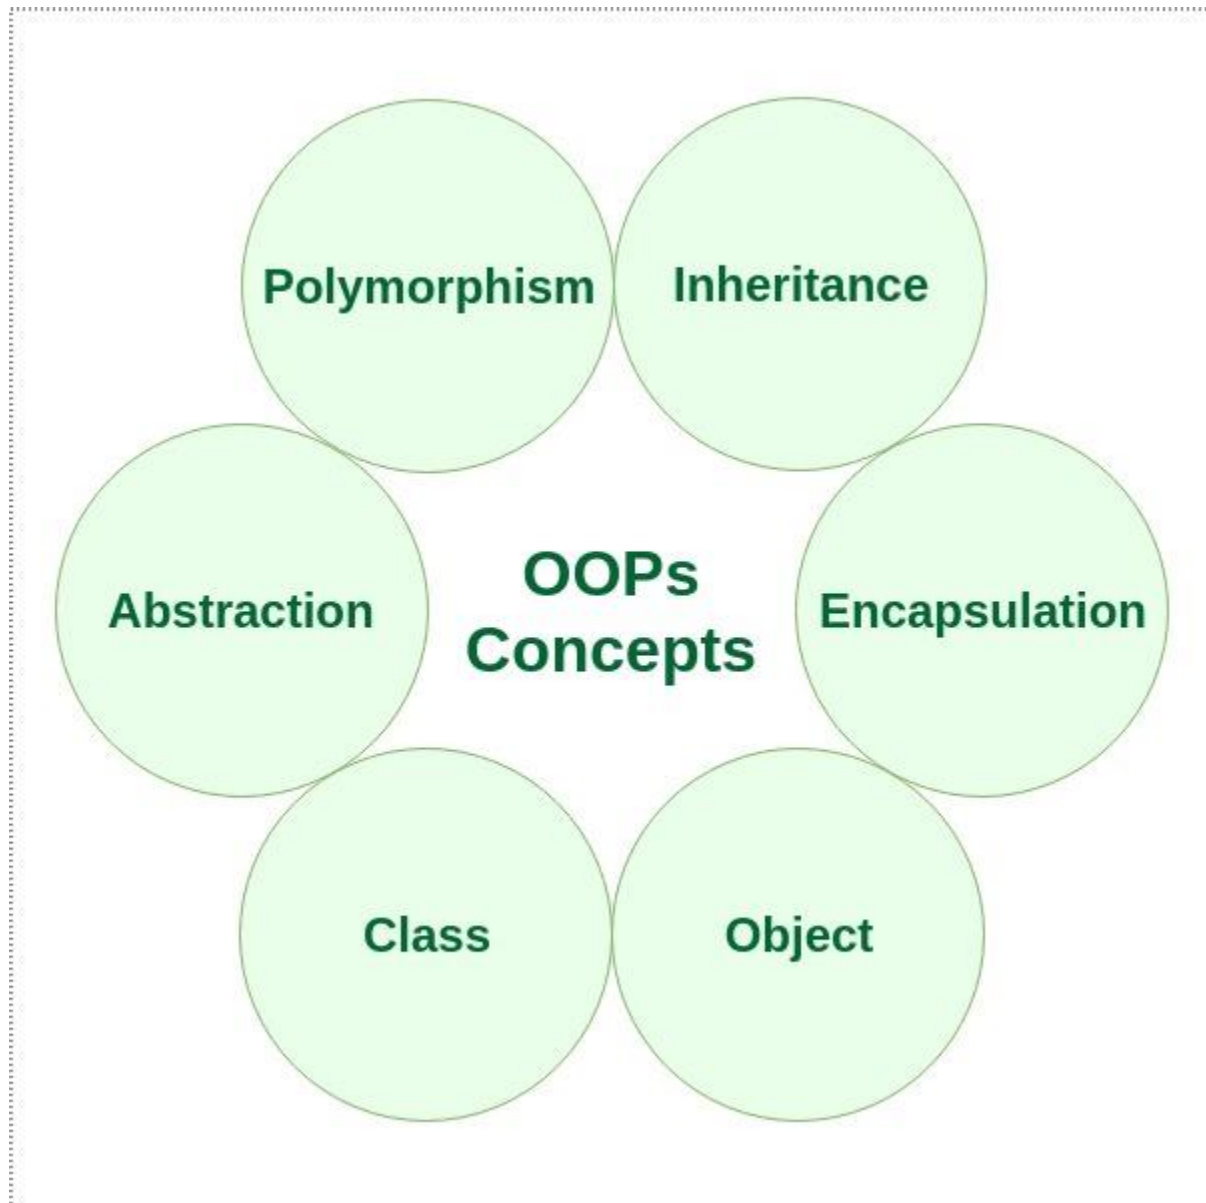 Polymorphism
Inheritance
Abstraction
OOPs
Concepts
Encapsulation
Class
Object